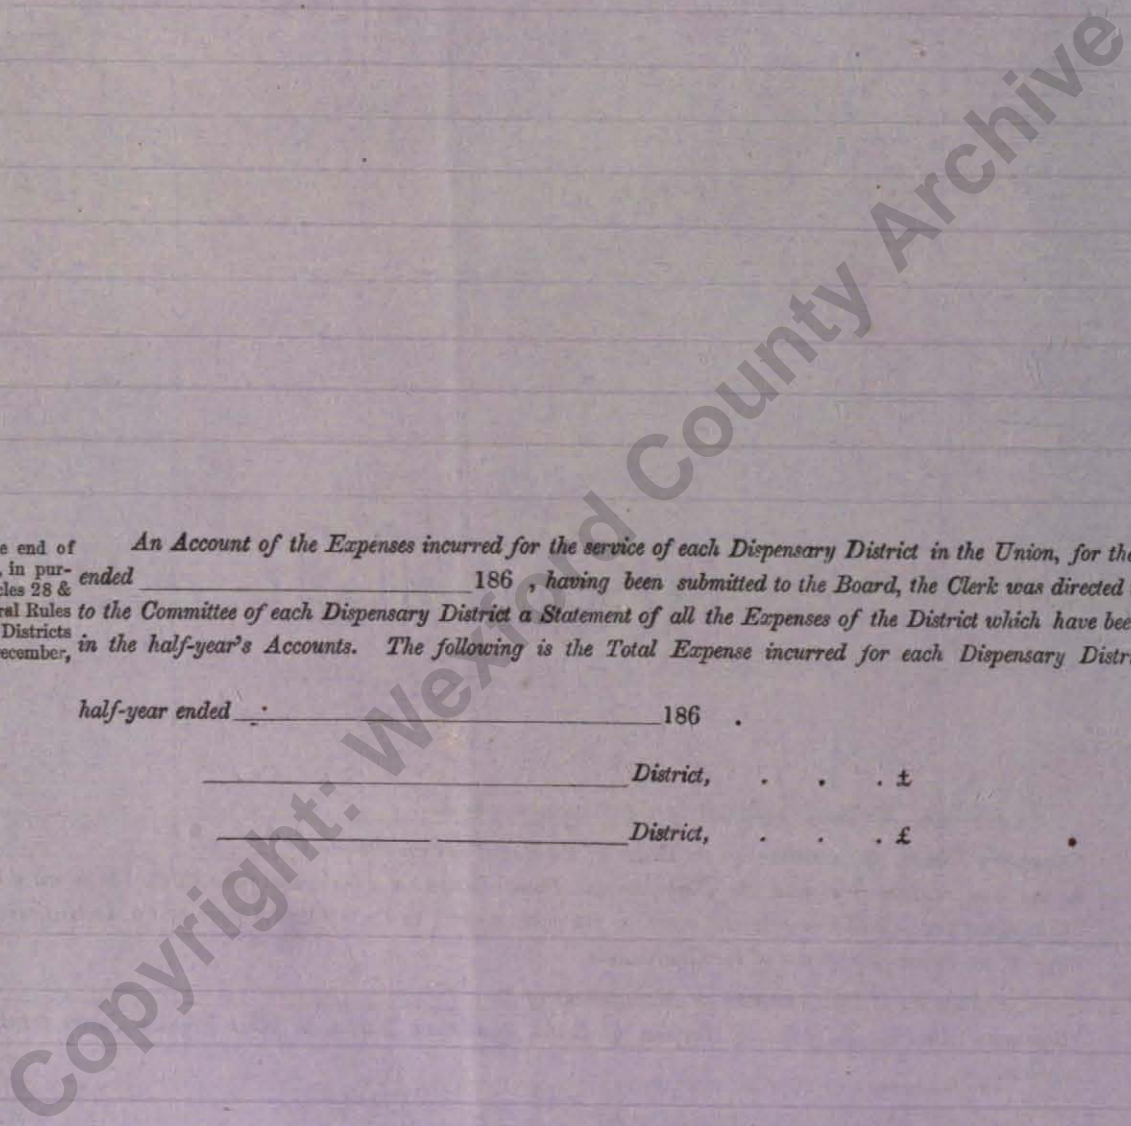 e end of
, in pur-
cles 28 &
ral Rules
Districts
ecember,
An Account of the Expenses incurred for the service of each Dispensary District in the Union, for the
ended 186 , having been submitted to the Board, the Clerk was directed
to the Committee of each Dispensary District a Statement of all the Expenses of the District which have bee
in the half-year's Accounts. The following is the Total Expense incurred for each Dispensary Distri
half-year ended 186 .
District, . . . £
District, . . . £
Copyright: Wexford County Archive